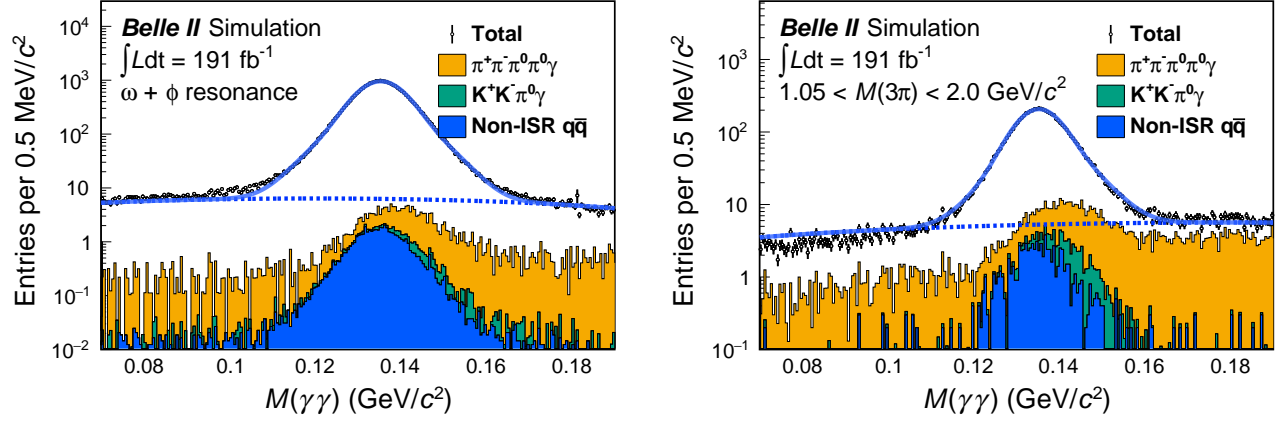 Entries per 0.5 MeV/c²
10⁴
10³
10²
10
1
10⁻¹
10⁻²
Belle II Simulation
∫Ldt = 191 fb⁻¹
ω + ϕ resonance
Total
π⁺π⁻π⁰π⁰γ
K⁺K⁻π⁰γ
Non-ISR qq̄
0.08 0.1 0.12 0.14 0.16 0.18
M(γγ) (GeV/c²)
Entries per 0.5 MeV/c²
10³
10²
10
1
10⁻¹
Belle II Simulation
∫Ldt = 191 fb⁻¹
1.05 < M(3π) < 2.0 GeV/c²
Total
π⁺π⁻π⁰π⁰γ
K⁺K⁻π⁰γ
Non-ISR qq̄
0.08 0.1 0.12 0.14 0.16 0.18
M(γγ) (GeV/c²)